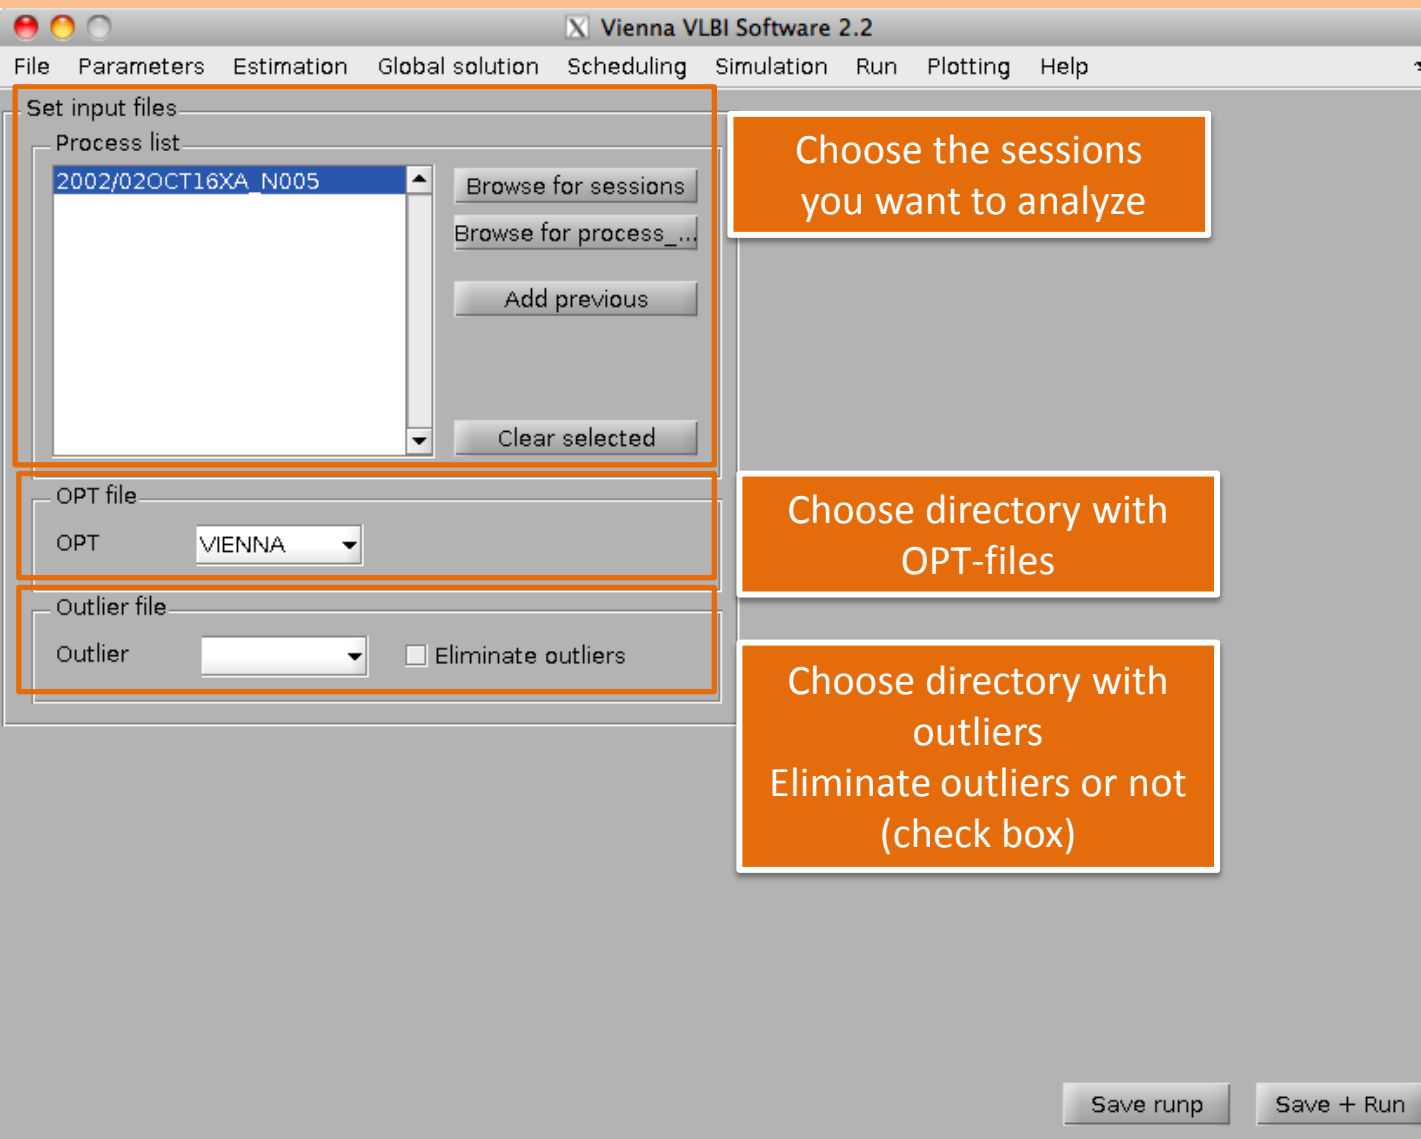 X Vienna VLBI Software 2.2
File Parameters Estimation Global solution Scheduling Simulation Run Plotting Help
Set input files
Process list
2002/02OCT16XA_N005
Browse for sessions
Browse for process_...
Add previous
Clear selected
Choose the sessions
you want to analyze
OPT file
OPT VIENNA
Choose directory with
OPT-files
Outlier file
Outlier Eliminate outliers
Choose directory with
outliers
Eliminate outliers or not
(check box)
Save runp Save + Run